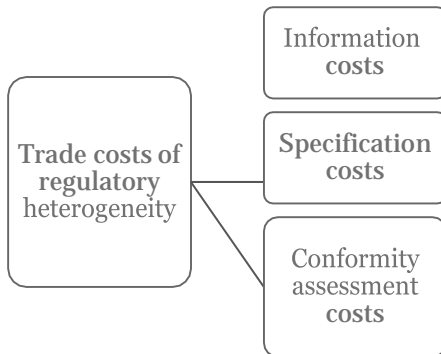 Information
costs
Trade costs of
regulatory
heterogeneity
Specification
costs
Conformity
assessment
costs